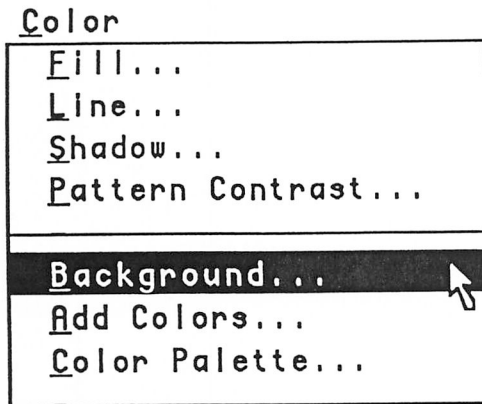 Color
Fill...
Line...
Shadow...
Pattern Contrast...
Background...
Add Colors...
Color Palette...